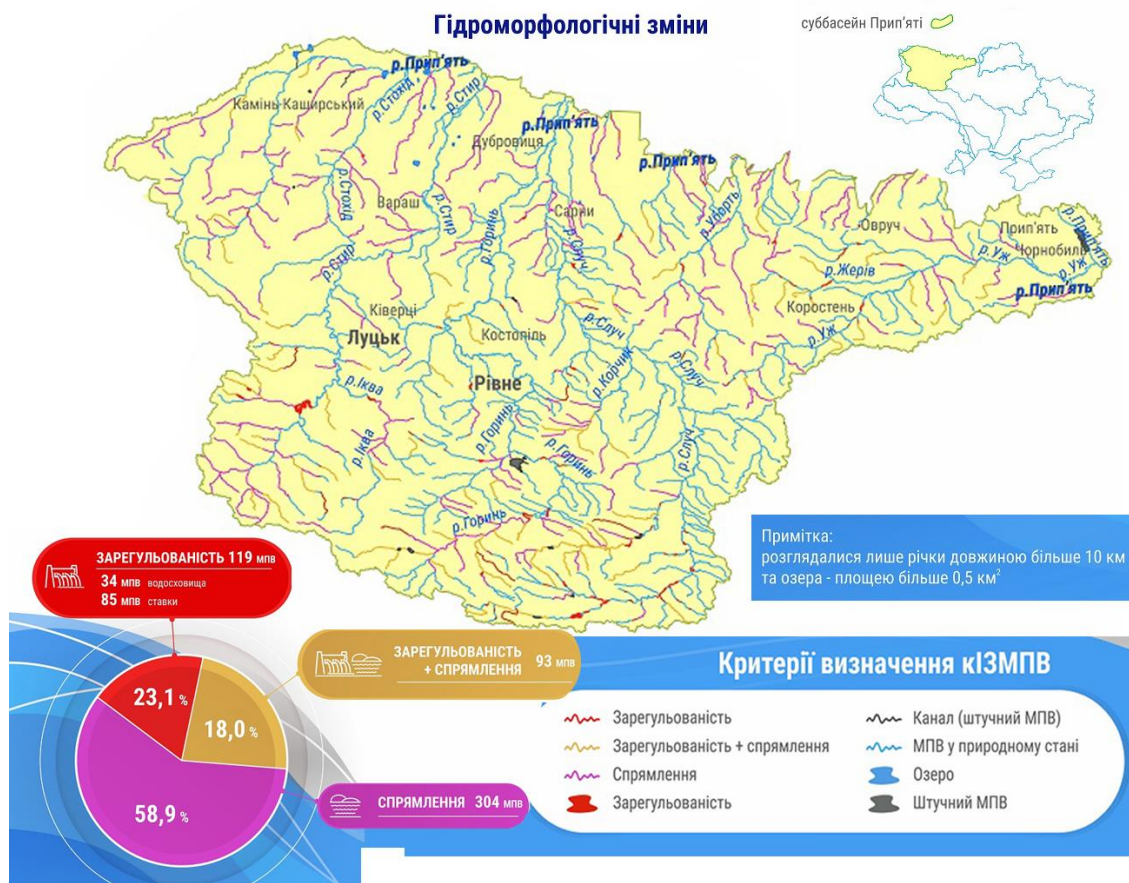 Гідроморфологічні зміни
суббасейн Прип'яті
р.Прип'ять
р.Стохід
р.Стир
Камінь-Каширський
р.Прип'ять
Дубровиця
р.Прип'ять
р.Стохід
Вараш
р.Стир
р.Горинь
Сарни
р.Случ
р.Уборть
Овруч
Прип'ять
р.Прип'ять
Чорнобиль
р.Уж
р.Уж
р.Стир
р.Жерів
р.Прип'ять
Ківерці
Коростень
Луцьк
Костопіль
р.Случ
р.Уж
р.Корчик
р.Случ
р.Іква
Рівне
р.Горинь
р.Іква
р.Горинь
р.Случ
р.Горинь
Примітка:
розглядалися лише річки довжиною більше 10 км
та озера - площею більше 0,5 км²
ЗАРЕГУЛЬОВАНІСТЬ 119 МПВ
34 МПВ водосховища
85 МПВ ставки
ЗАРЕГУЛЬОВАНІСТЬ
+ СПРЯМЛЕННЯ 93 МПВ
23,1 %
18,0 %
58,9 %
СПРЯМЛЕННЯ 304 МПВ
Критерії визначення кІЗМПВ
Зарегульованість
Зарегульованість + спрямлення
Спрямлення
Зарегульованість
Канал (штучний МПВ)
МПВ у природному стані
Озеро
Штучний МПВ